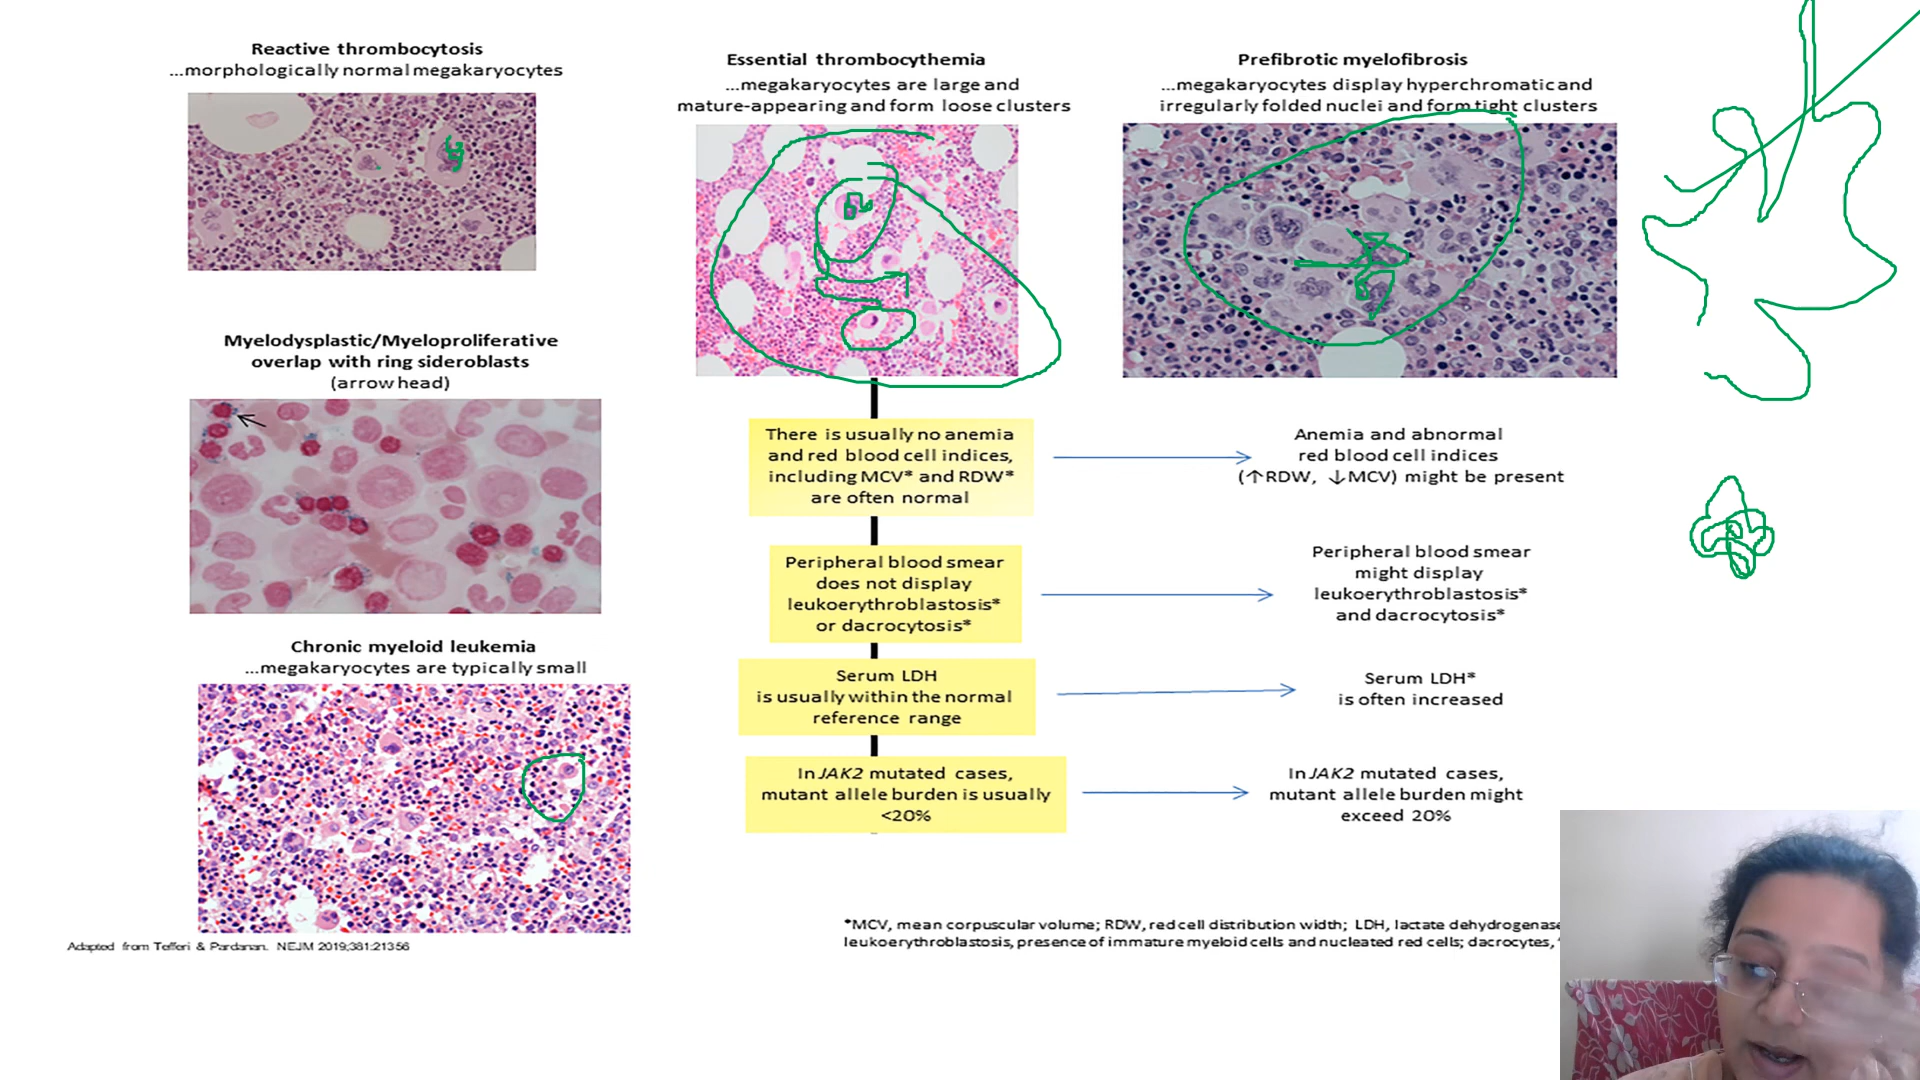 Reactive thrombocytosis
...morphologically normal megakaryocytes
Myelodysplastic/Myeloproliferative
overlap with ring sideroblasts
(arrow head)
Chronic myeloid leukemia
...megakaryocytes are typically small
Adapted from Tefferi & Pardanan. NEJM 2019;381:21356
Essential thrombocythemia
...megakaryocytes are large and
mature-appearing and form loose clusters
There is usually no anemia
and red blood cell indices,
including MCV* and RDW*
are often normal
Peripheral blood smear
does not display
leukoerythroblastosis*
or dacrocytosis*
Serum LDH
is usually within the normal
reference range
In JAK2 mutated cases,
mutant allele burden is usually
<20%
Prefibrotic myelofibrosis
...megakaryocytes display hyperchromatic and
irregularly folded nuclei and form tight clusters
Anemia and abnormal
red blood cell indices
(↑RDW, ↓MCV) might be present
Peripheral blood smear
might display
leukoerythroblastosis*
and dacrocytosis*
Serum LDH*
is often increased
In JAK2 mutated cases,
mutant allele burden might
exceed 20%
*MCV, mean corpuscular volume; RDW, red cell distribution width; LDH, lactate dehydrogenase
leukoerythroblastosis, presence of immature myeloid cells and nucleated red cells; dacrocytes,